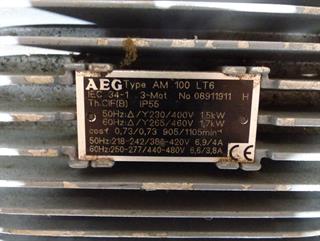 AEG Type AM 100 LT6
IEC 34-1 3-Mot No 08911911 H
Th.Cl F(B) IP55
50Hz: Δ/Y230/400V 1,5kW
60Hz: Y265/460V 1,7kW
cosf 0,73/0,73 905/1105min⁻¹
50Hz:218-242/380-420V 6,9/4A
60Hz:250-277/440-480V 6,6/3,8A
CE